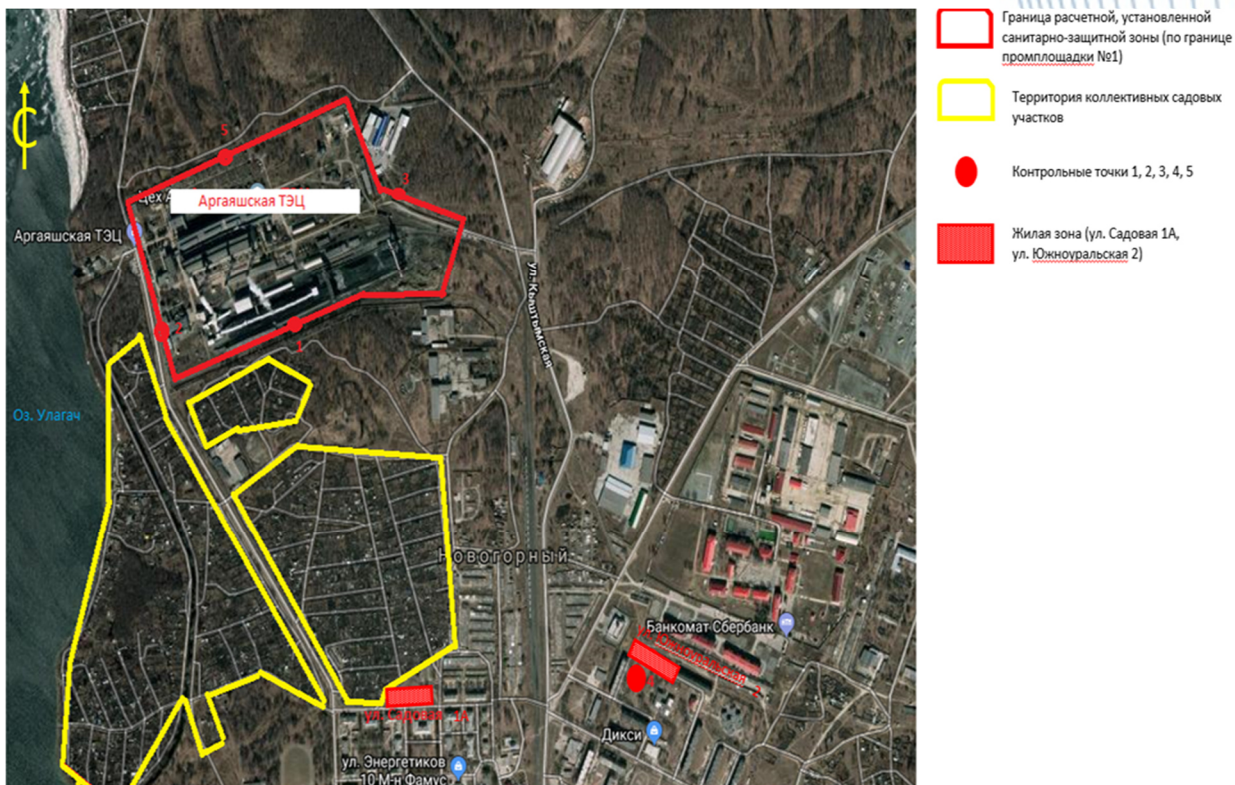 Граница расчетной, установленной
санитарно-защитной зоны (по границе
промплощадки №1)
Территория коллективных садовых
участков
Контрольные точки 1, 2, 3, 4, 5
Жилая зона (ул. Садовая 1А,
ул. Южноуральская 2)
С
5
3
Цех А
Аргаяшская ТЭЦ
Аргаяшская ТЭЦ
2
1
ул. Кыштымская
Оз. Улагач
Новогорный
Банкомат Сбербанк
ул. Южноуральская 2
4
ул. Садовая 1А
Дикси
ул. Энергетиков
10 М-н Фамус